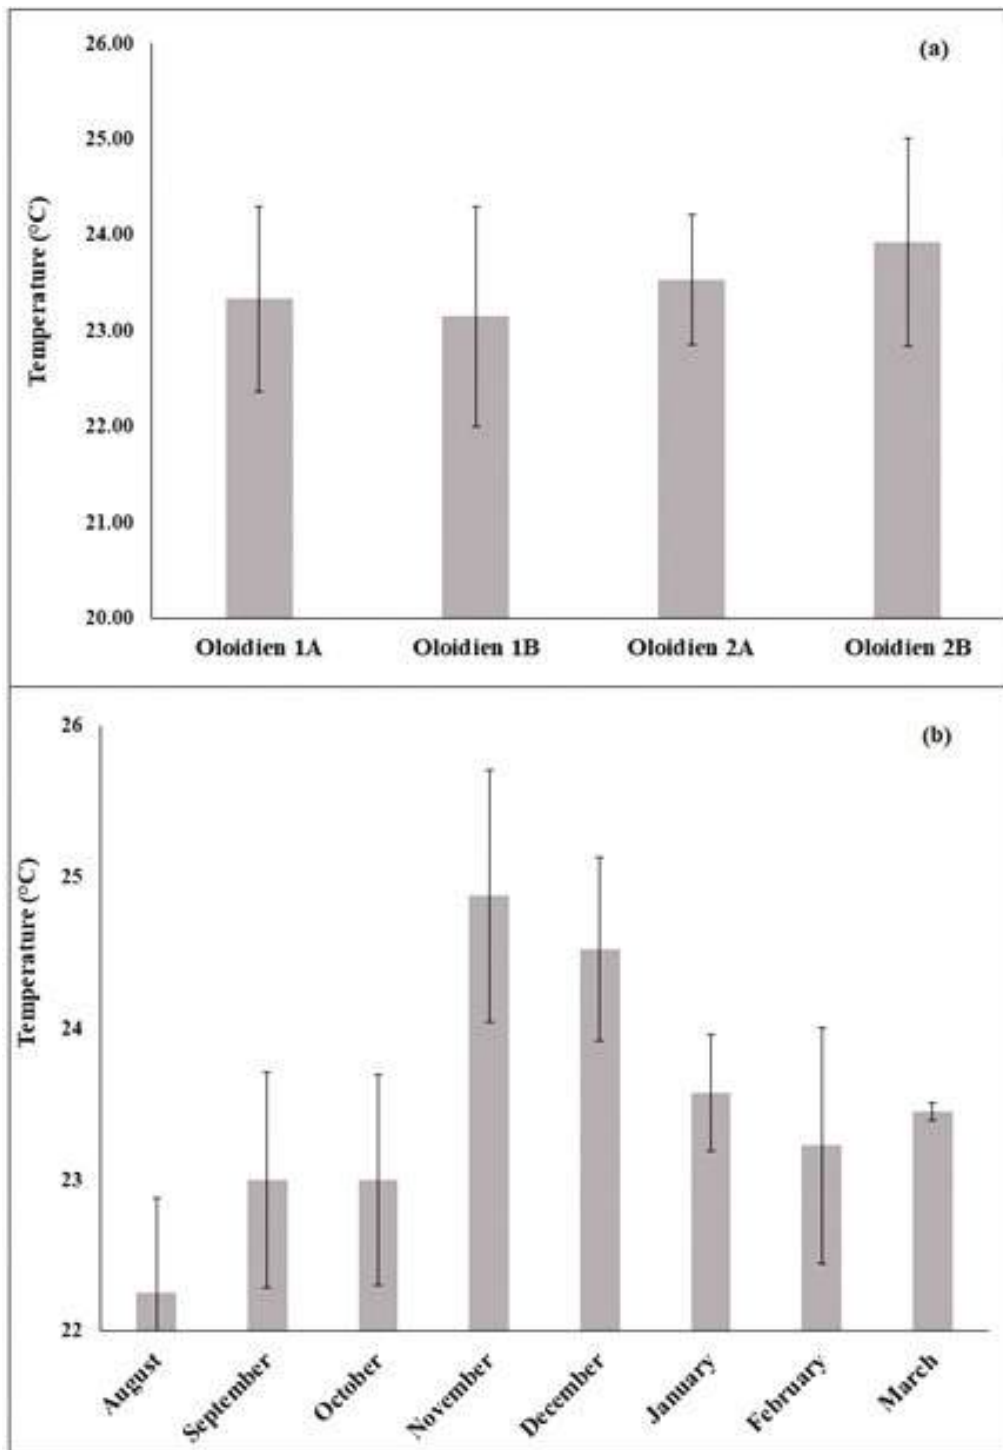 (a)
26.00
25.00
24.00
23.00
22.00
21.00
20.00
Temperature (°C)
Oloidien 1A Oloidien 1B Oloidien 2A Oloidien 2B
(b)
26
25
24
23
22
Temperature (°C)
August September October November December January February March